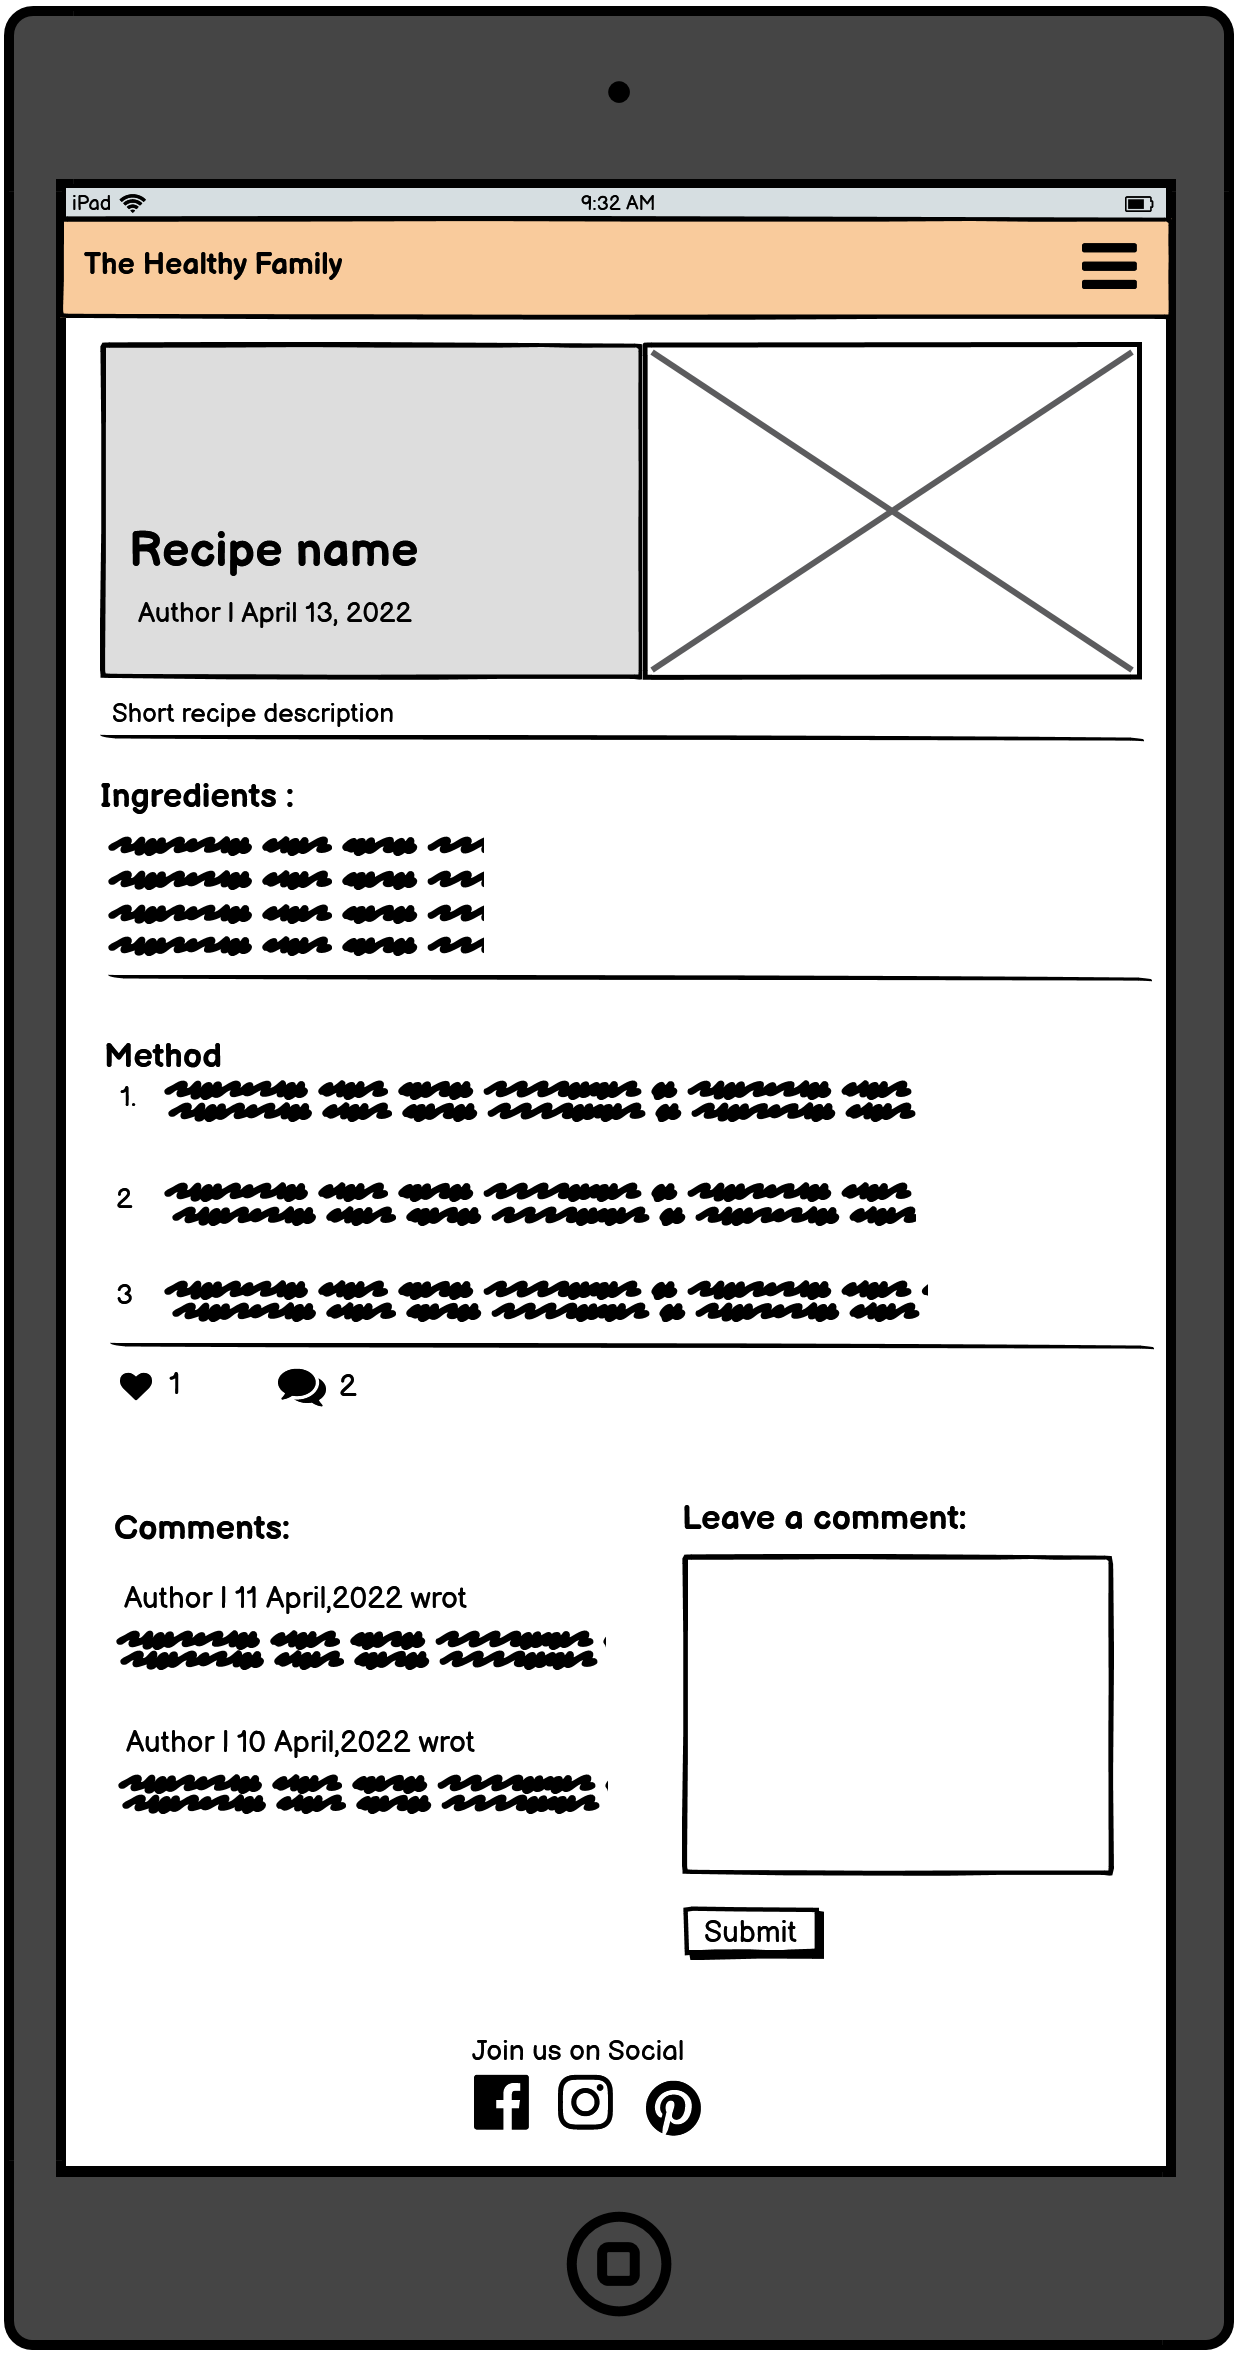 iPad
9:32 AM
The Healthy Family
Recipe name
Author | April 13, 2022
Short recipe description
Ingredients :
Method
1.
2
3
1
2
Comments:
Leave a comment:
Author | 11 April,2022 wrot
Author | 10 April,2022 wrot
Submit
Join us on Social